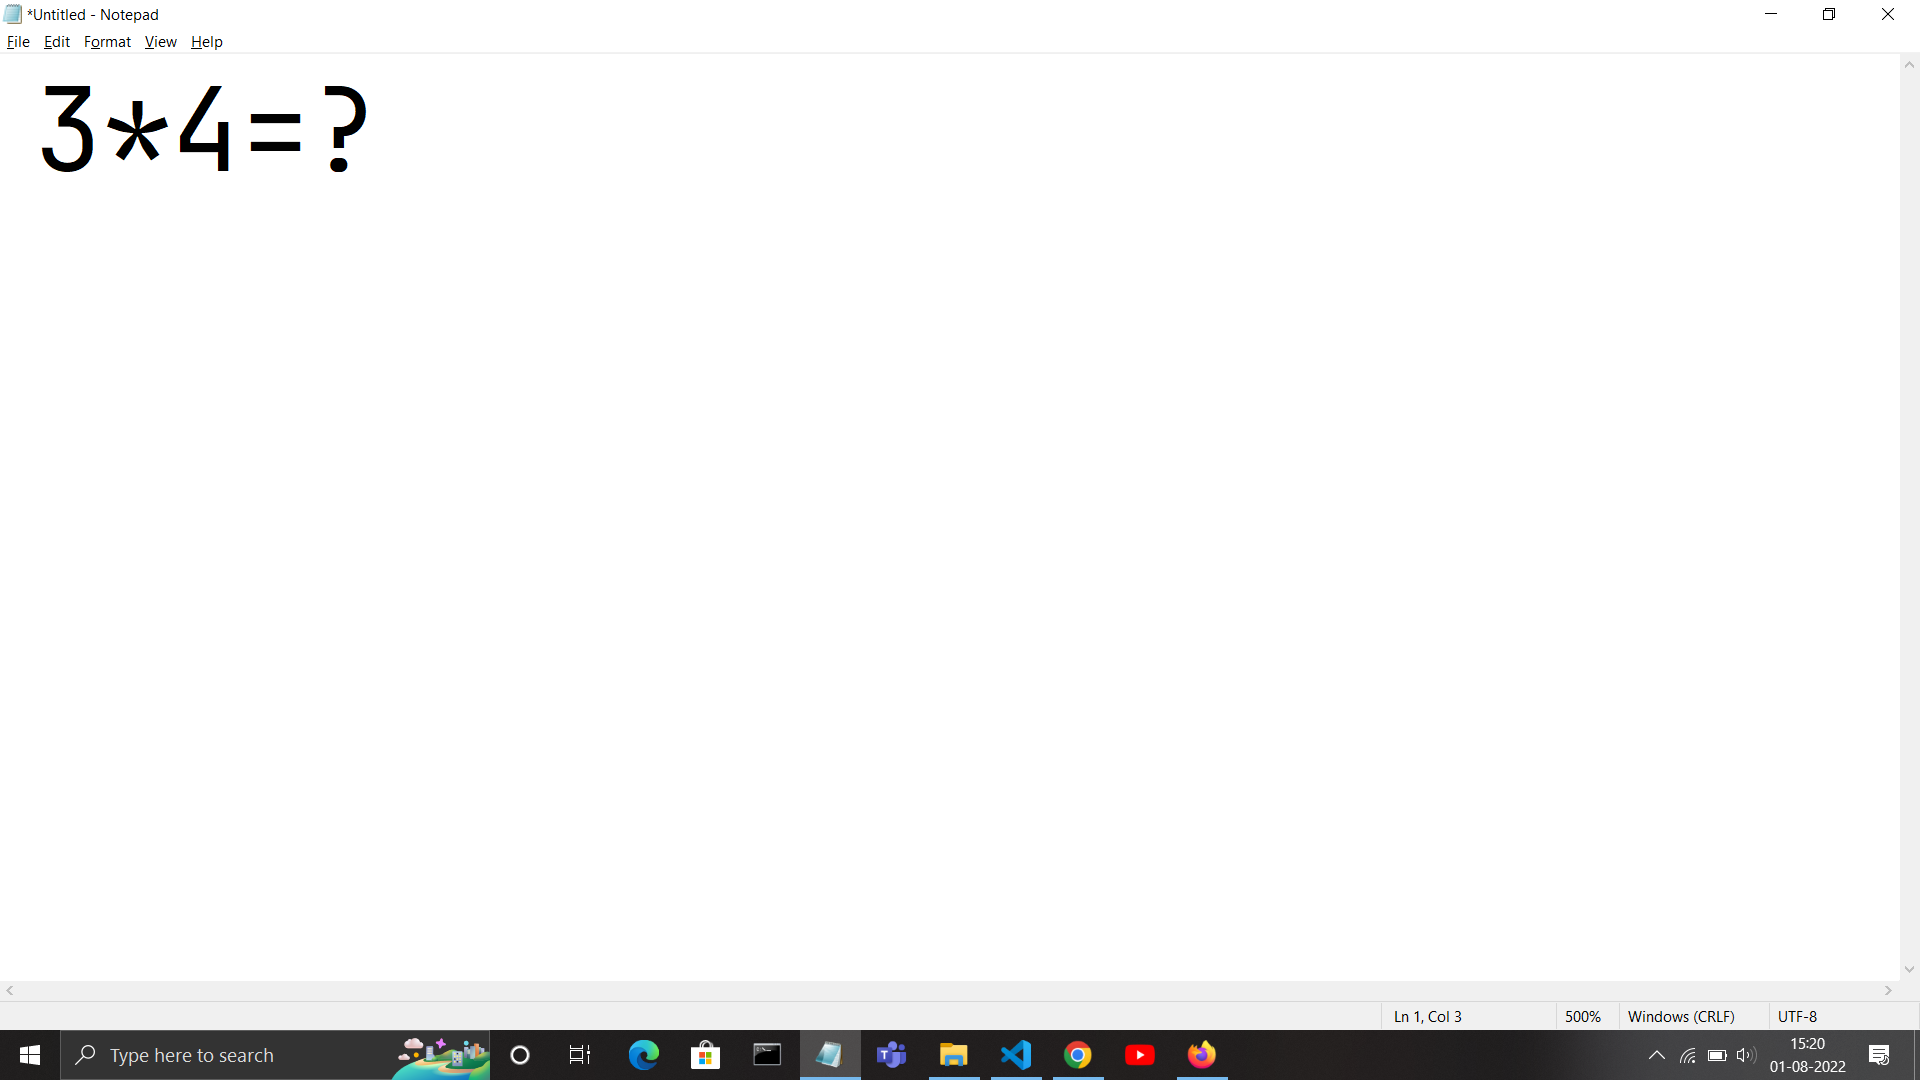 *Untitled - Notepad
File Edit Format View Help
3*4=?
Ln 1, Col 3 500% Windows (CRLF) UTF-8
Type here to search
15:20
01-08-2022